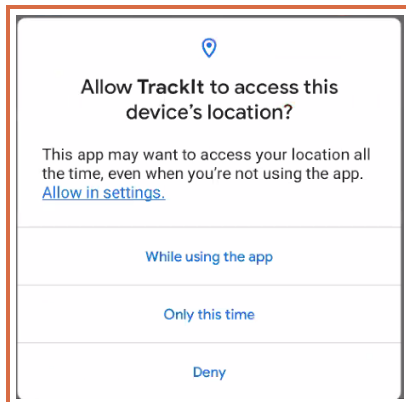 Allow TrackIt to access this
device’s location?
This app may want to access your location all
the time, even when you’re not using the app.
Allow in settings.
While using the app
Only this time
Deny